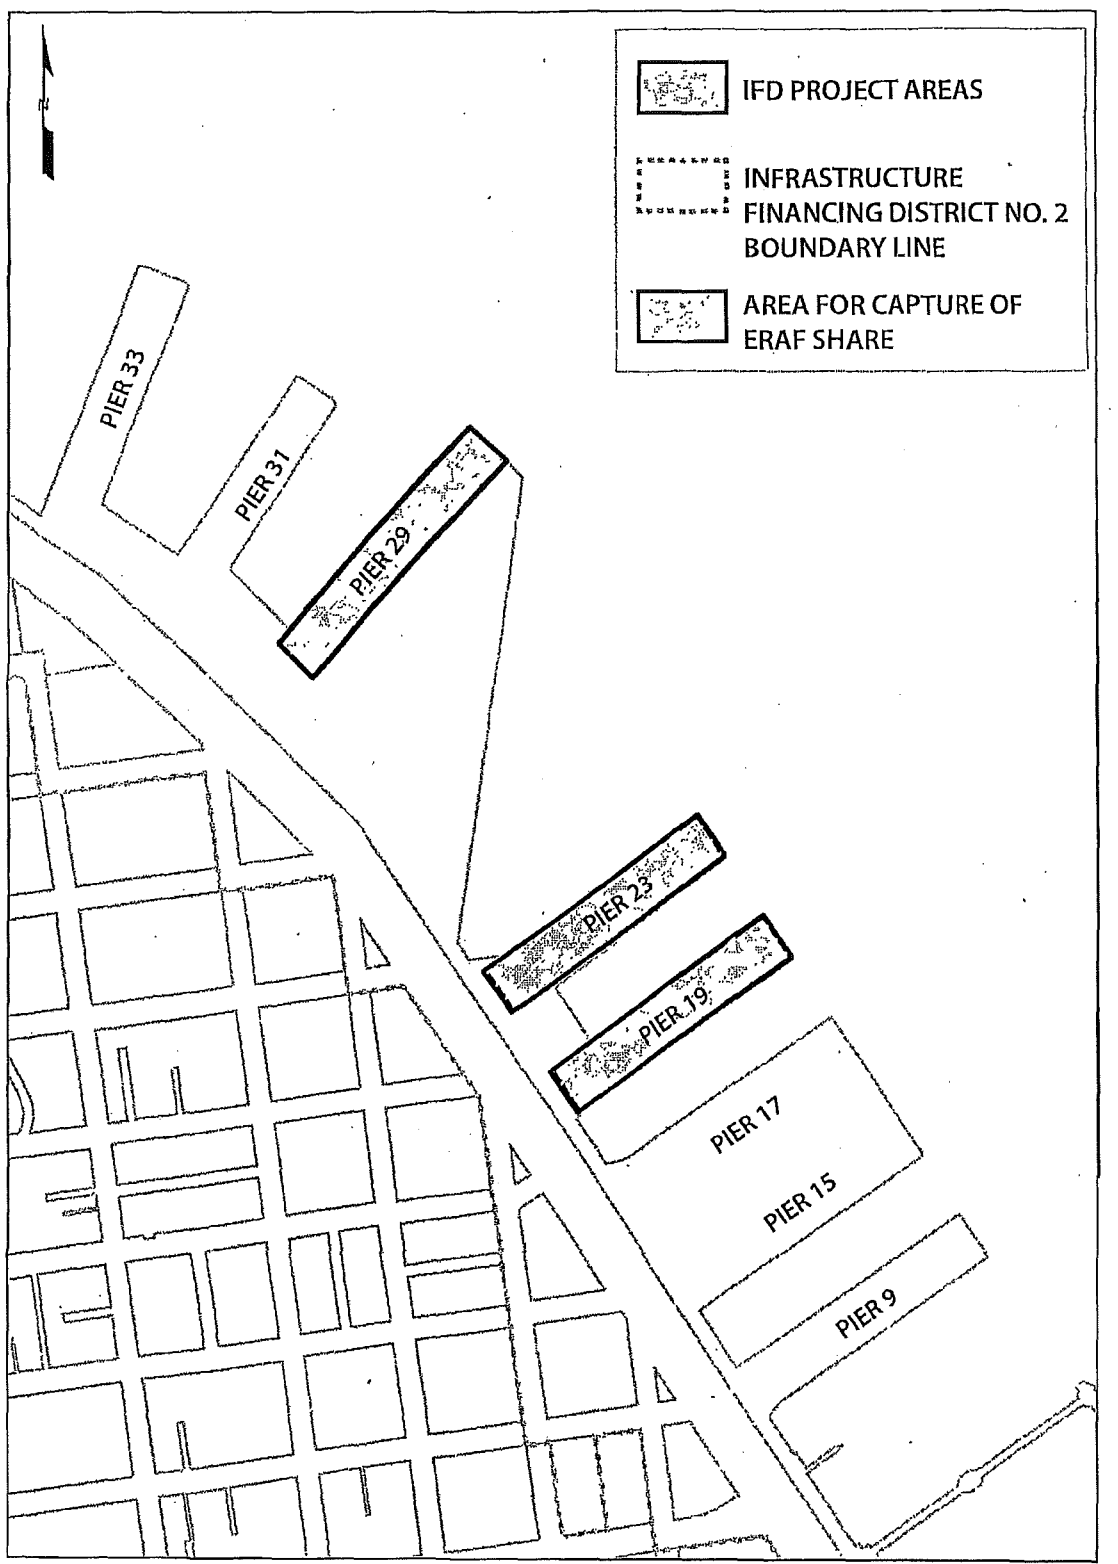 IFD PROJECT AREAS
INFRASTRUCTURE
FINANCING DISTRICT NO. 2
BOUNDARY LINE
AREA FOR CAPTURE OF
ERAF SHARE
PIER 33
PIER 31
PIER 29
PIER 23
PIER 19
PIER 17
PIER 15
PIER 9